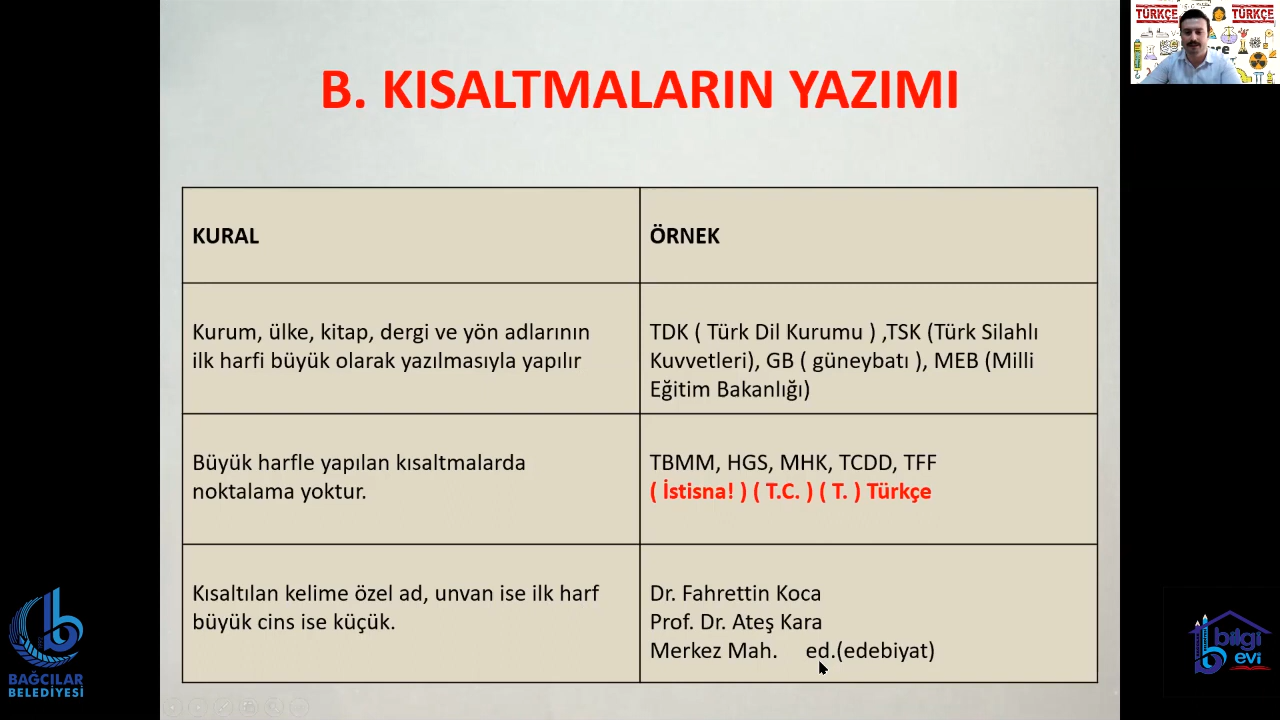 TÜRKÇE TÜRKÇE
B. KISALTMALARIN YAZIMI
KURAL
ÖRNEK
Kurum, ülke, kitap, dergi ve yön adlarının
ilk harfi büyük olarak yazılmasıyla yapılır
TDK ( Türk Dil Kurumu ) ,TSK (Türk Silahlı
Kuvvetleri), GB ( güneybatı ), MEB (Milli
Eğitim Bakanlığı)
Büyük harfle yapılan kısaltmalarda
noktalama yoktur.
TBMM, HGS, MHK, TCDD, TFF
( İstisna! ) ( T.C. ) ( T. ) Türkçe
Kısaltılan kelime özel ad, unvan ise ilk harf
büyük cins ise küçük.
Dr. Fahrettin Koca
Prof. Dr. Ateş Kara
Merkez Mah. ed.(edebiyat)
BAĞCILAR
BELEDİYESİ
bilgi
evi